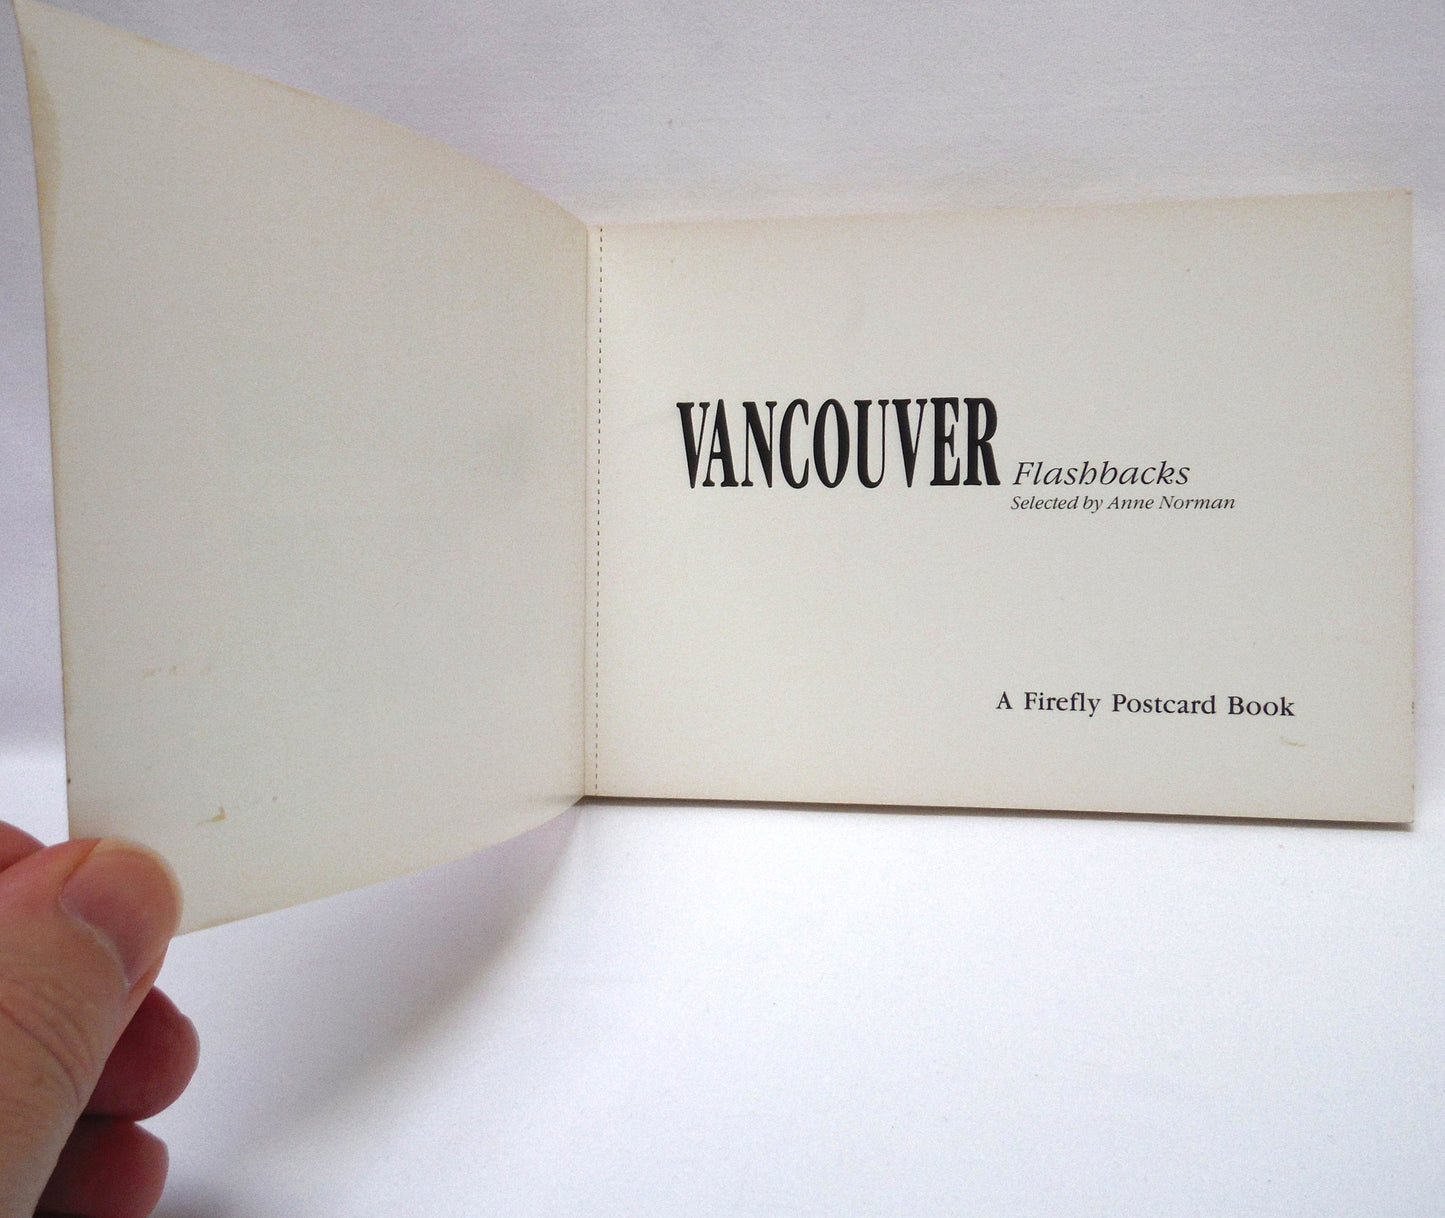 VANCOUVER Flashbacks
Selected by Anne Norman
A Firefly Postcard Book